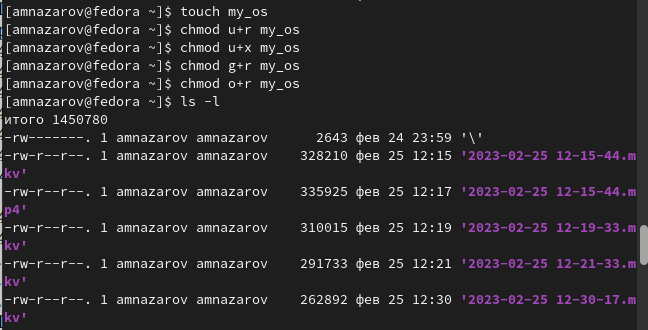 [amnazarov@fedora ~]$ touch my_os
[amnazarov@fedora ~]$ chmod u+r my_os
[amnazarov@fedora ~]$ chmod u+x my_os
[amnazarov@fedora ~]$ chmod g+r my_os
[amnazarov@fedora ~]$ chmod o+r my_os
[amnazarov@fedora ~]$ ls -l
итого 1450780
-rw-------. 1 amnazarov amnazarov     2643 фев 24 23:59 '\'
-rw-r--r--. 1 amnazarov amnazarov   328210 фев 25 12:15 '2023-02-25 12-15-44.m
kv'
-rw-r--r--. 1 amnazarov amnazarov   335925 фев 25 12:17 '2023-02-25 12-15-44.m
p4'
-rw-r--r--. 1 amnazarov amnazarov   310015 фев 25 12:19 '2023-02-25 12-19-33.m
kv'
-rw-r--r--. 1 amnazarov amnazarov   291733 фев 25 12:21 '2023-02-25 12-21-33.m
kv'
-rw-r--r--. 1 amnazarov amnazarov   262892 фев 25 12:30 '2023-02-25 12-30-17.m
kv'